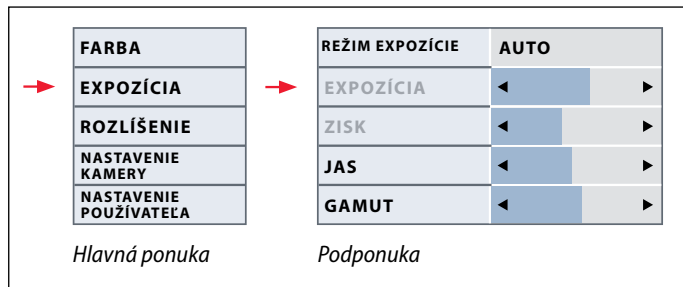 FARBA
EXPOZÍCIA
ROZLÍŠENIE
NASTAVENIE
KAMERY
NASTAVENIE
POUŽÍVATEĽA
Hlavná ponuka
REŽIM EXPOZÍCIE AUTO
EXPOZÍCIA
ZISK
JAS
GAMUT
Podponuka